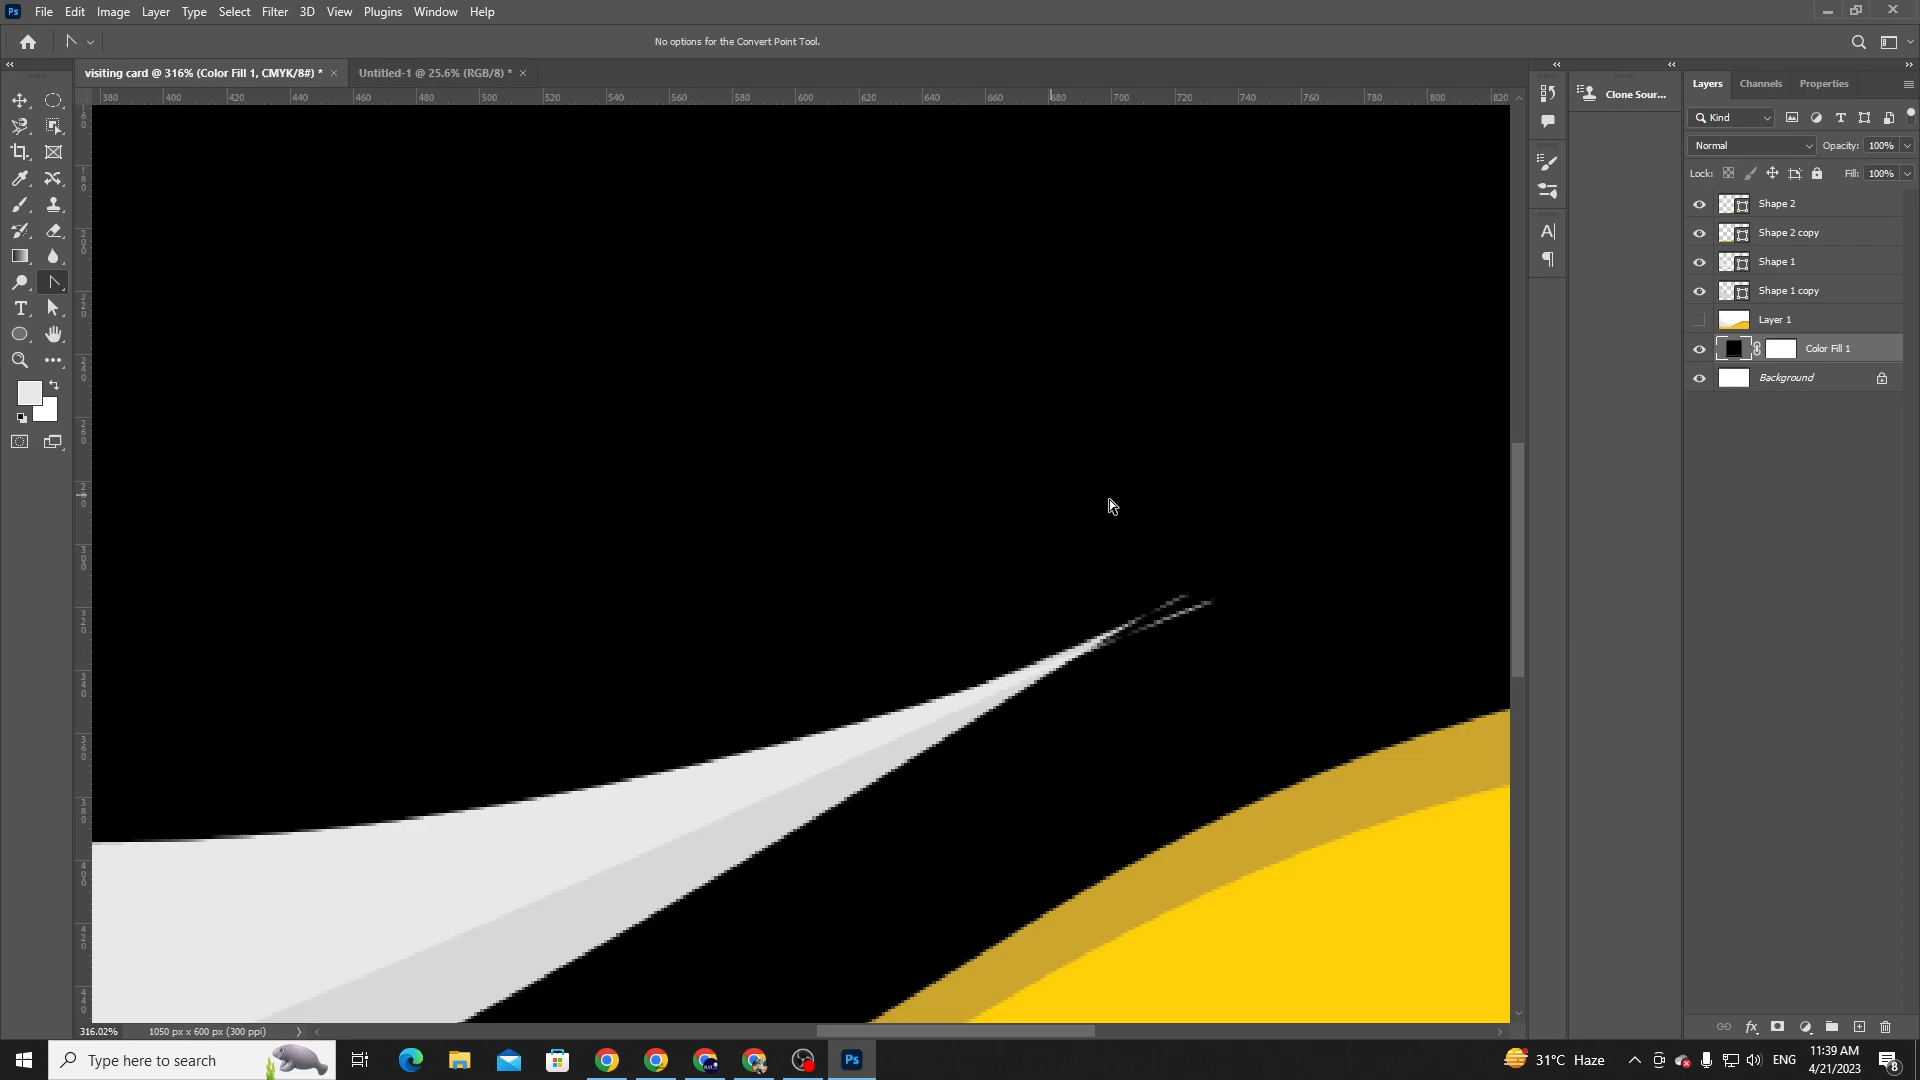 File Edit Image Layer Type Select Filter 3D View Plugins Window Help
No options for the Convert Point Tool.
visiting card @ 316% (Color Fill 1, CMYK/8#) * ×
Untitled-1 @ 25.6% (RGB/8) * ×
380 400 420 440 460 480 500 520 540 560 580 600 620 640 660 680 700 720 740 760 780 800 820
Clone Sour...
Layers Channels Properties
Kind
Normal Opacity: 100%
Lock: Fill: 100%
Shape 2
Shape 2 copy
Shape 1
Shape 1 copy
Layer 1
Color Fill 1
Background
316.02% 1050 px x 600 px (300 ppi)
Type here to search
31°C Haze
ENG
11:39 AM
4/21/2023
8